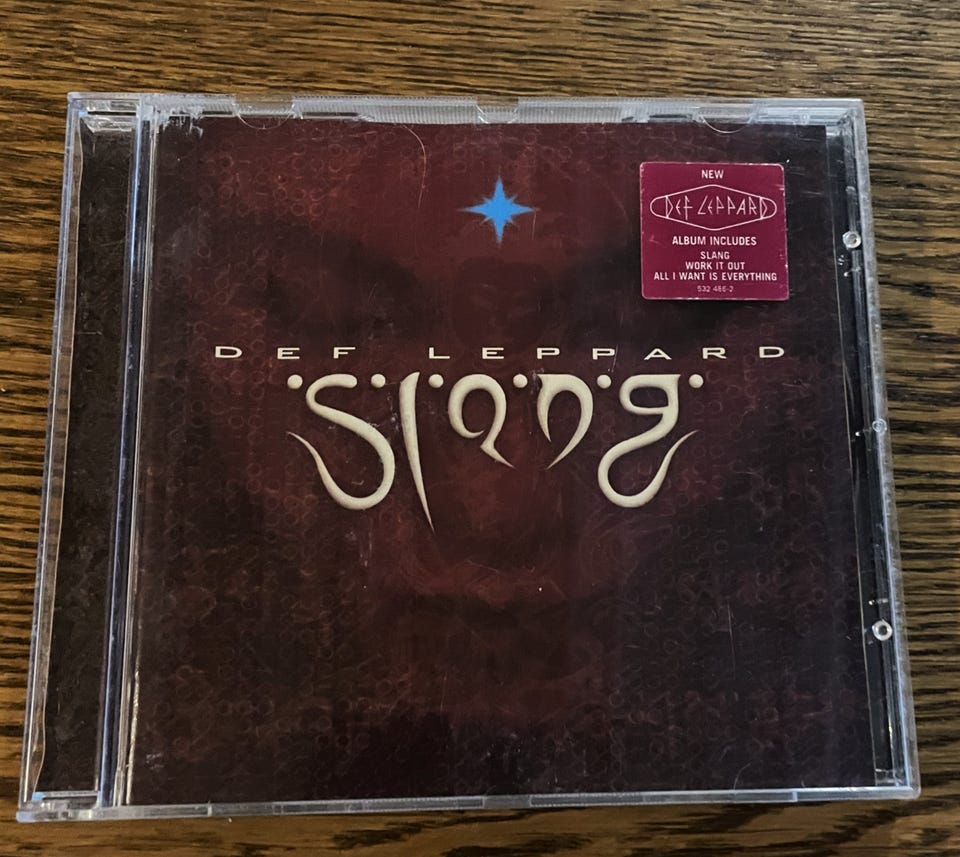 NEW
DEF LEPPARD
ALBUM INCLUDES
SLANG
WORK IT OUT
ALL I WANT IS EVERYTHING
532 486-2
DEF LEPPARD
Slang